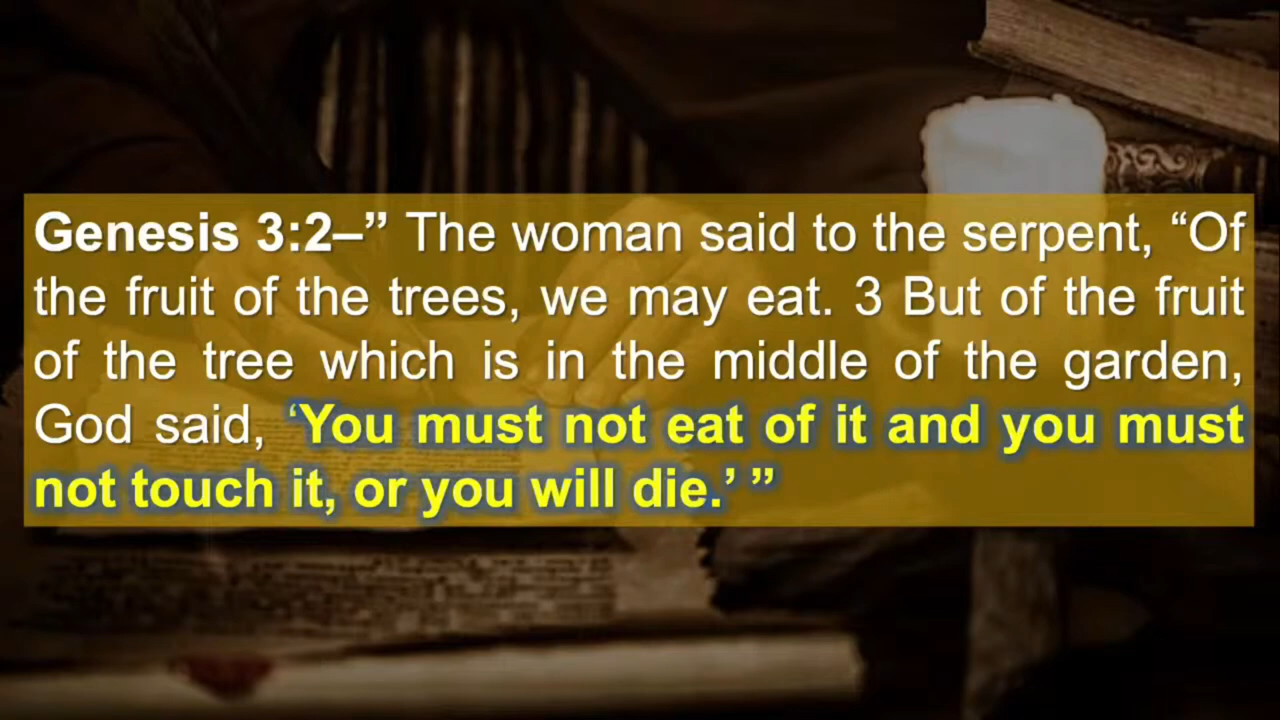 Genesis 3:2–” The woman said to the serpent, “Of
the fruit of the trees, we may eat. 3 But of the fruit
of the tree which is in the middle of the garden,
God said, ‘You must not eat of it and you must
not touch it, or you will die.’ ”